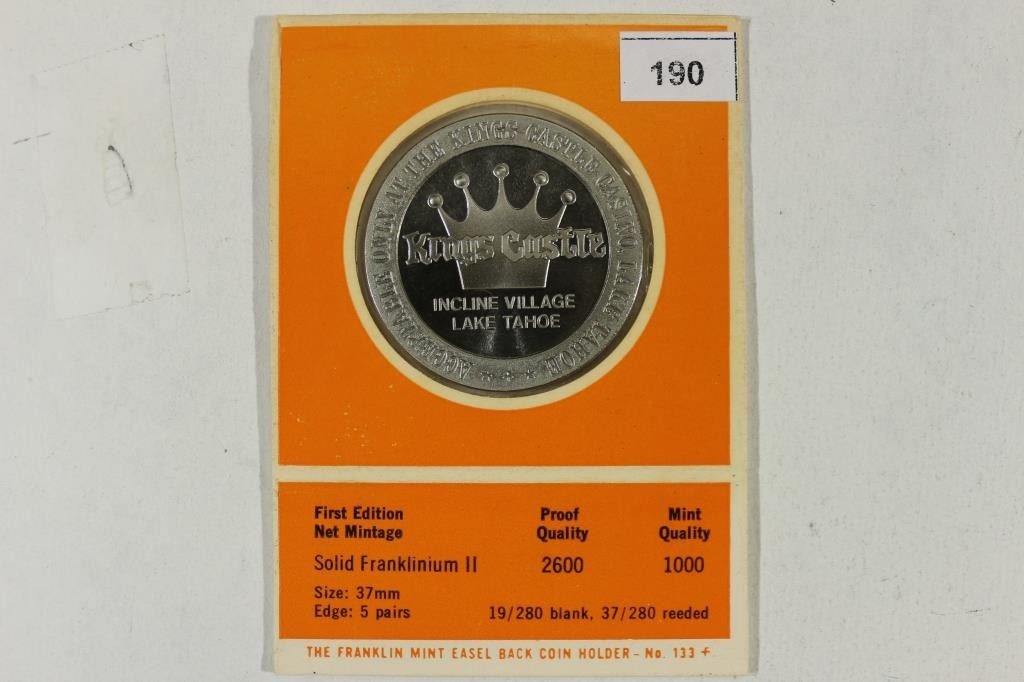 190
ACCEPTABLE ONLY AT THE KINGS CASTLE CASINO, LAKE TAHOE
Kings Castle
INCLINE VILLAGE
LAKE TAHOE
First Edition Proof Mint
Net Mintage Quality Quality
Solid Franklinium II 2600 1000
Size: 37mm
Edge: 5 pairs 19/280 blank, 37/280 reeded
THE FRANKLIN MINT EASEL BACK COIN HOLDER - No. 133 f